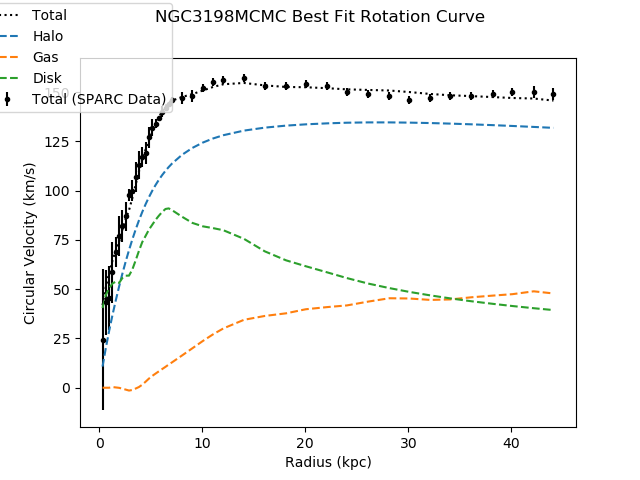 NGC3198MCMC Best Fit Rotation Curve
Total
Halo
Gas
Disk
Total (SPARC Data)
150
125
100
75
50
25
0
Circular Velocity (km/s)
0 10 20 30 40
Radius (kpc)